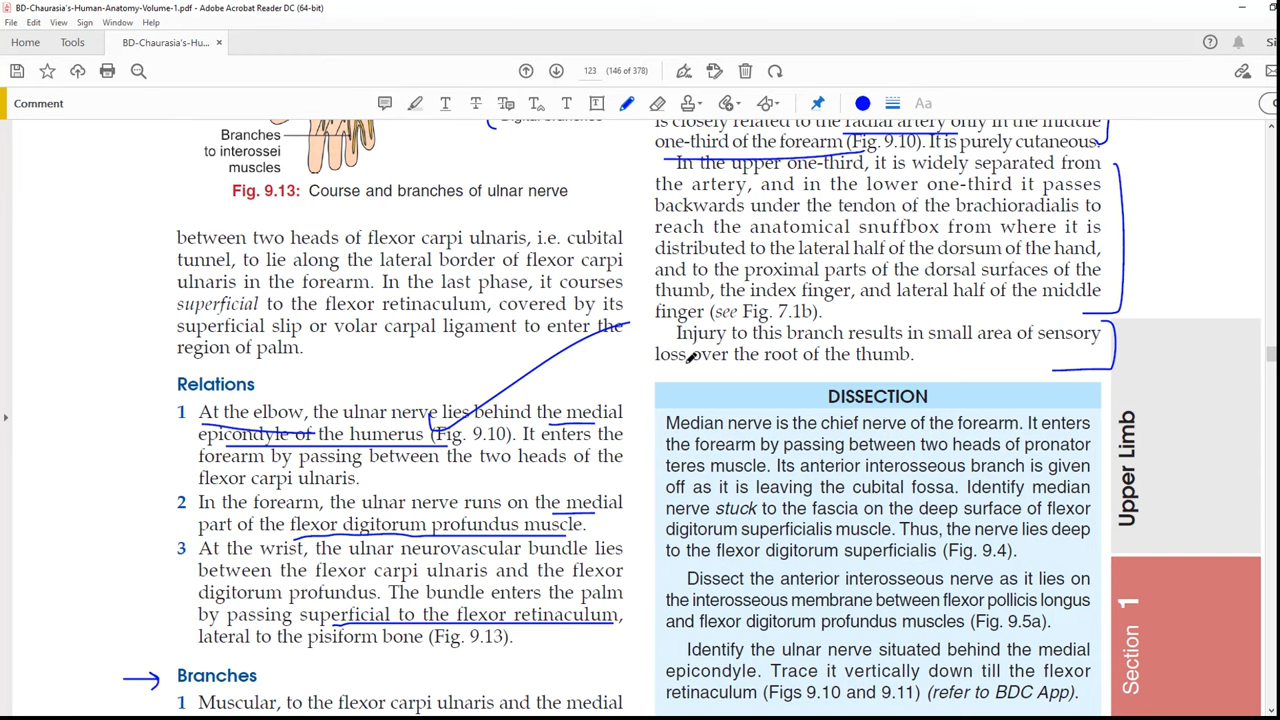 BD-Chaurasia's-Human-Anatomy-Volume-1.pdf - Adobe Acrobat Reader DC (64-bit)
File Edit View Sign Window Help
Home Tools BD-Chaurasia's-Hu... ×
123 (146 of 378)
Comment
Branches
to interossei
muscles
Fig. 9.13: Course and branches of ulnar nerve
between two heads of flexor carpi ulnaris, i.e. cubital
tunnel, to lie along the lateral border of flexor carpi
ulnaris in the forearm. In the last phase, it courses
superficial to the flexor retinaculum, covered by its
superficial slip or volar carpal ligament to enter the
region of palm.
Relations
1 At the elbow, the ulnar nerve lies behind the medial
epicondyle of the humerus (Fig. 9.10). It enters the
forearm by passing between the two heads of the
flexor carpi ulnaris.
2 In the forearm, the ulnar nerve runs on the medial
part of the flexor digitorum profundus muscle.
3 At the wrist, the ulnar neurovascular bundle lies
between the flexor carpi ulnaris and the flexor
digitorum profundus. The bundle enters the palm
by passing superficial to the flexor retinaculum,
lateral to the pisiform bone (Fig. 9.13).
Branches
1 Muscular, to the flexor carpi ulnaris and the medial
is closely related to the radial artery only in the middle
one-third of the forearm (Fig. 9.10). It is purely cutaneous.
In the upper one-third, it is widely separated from
the artery, and in the lower one-third it passes
backwards under the tendon of the brachioradialis to
reach the anatomical snuffbox from where it is
distributed to the lateral half of the dorsum of the hand,
and to the proximal parts of the dorsal surfaces of the
thumb, the index finger, and lateral half of the middle
finger (see Fig. 7.1b).
Injury to this branch results in small area of sensory
loss over the root of the thumb.
DISSECTION
Median nerve is the chief nerve of the forearm. It enters
the forearm by passing between two heads of pronator
teres muscle. Its anterior interosseous branch is given
off as it is leaving the cubital fossa. Identify median
nerve stuck to the fascia on the deep surface of flexor
digitorum superficialis muscle. Thus, the nerve lies deep
to the flexor digitorum superficialis (Fig. 9.4).
Dissect the anterior interosseous nerve as it lies on
the interosseous membrane between flexor pollicis longus
and flexor digitorum profundus muscles (Fig. 9.5a).
Identify the ulnar nerve situated behind the medial
epicondyle. Trace it vertically down till the flexor
retinaculum (Figs 9.10 and 9.11) (refer to BDC App).
Upper Limb
Section 1